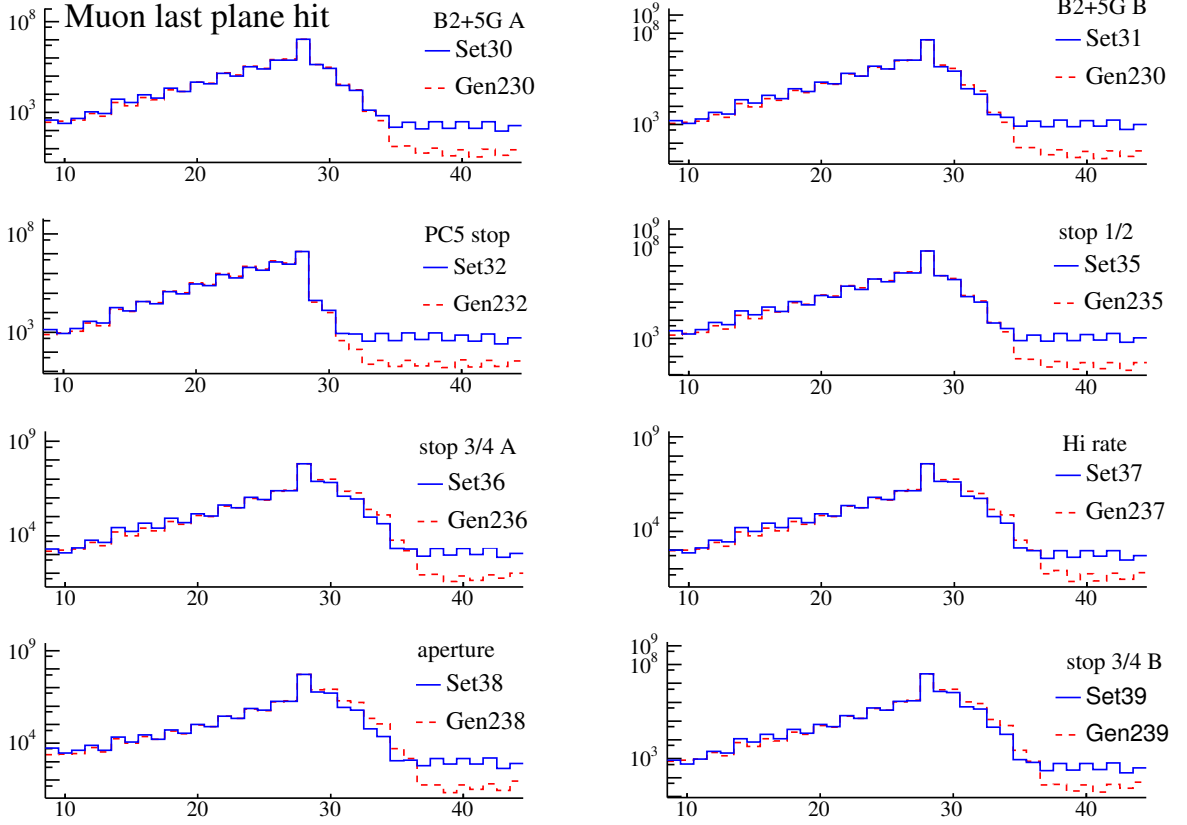 Muon last plane hit
B2+5G A
Set30
Gen230
10^8
10^3
10 20 30 40
B2+5G B
Set31
Gen230
10^9
10^3
10 20 30 40
PC5 stop
Set32
Gen232
10^8
10^3
10 20 30 40
stop 1/2
Set35
Gen235
10^9
10^8
10^3
10 20 30 40
stop 3/4 A
Set36
Gen236
10^9
10^4
10 20 30 40
Hi rate
Set37
Gen237
10^9
10^4
10 20 30 40
aperture
Set38
Gen238
10^9
10^4
10 20 30 40
stop 3/4 B
Set39
Gen239
10^9
10^8
10^3
10 20 30 40